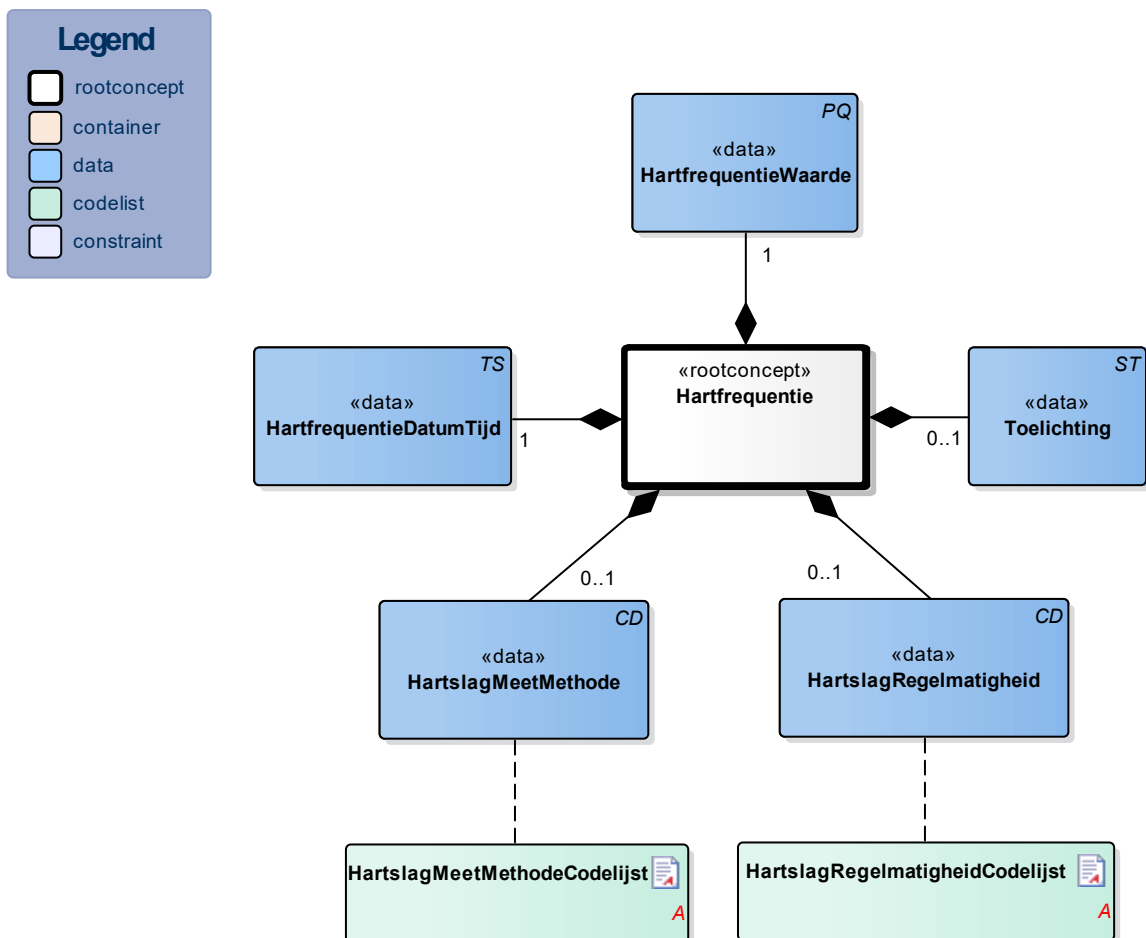 Legend
rootconcept
container
data
codelist
constraint
PQ
«data»
HartfrequentieWaarde
1
TS
«data»
HartfrequentieDatumTijd
1
«rootconcept»
Hartfrequentie
ST
«data»
Toelichting
0..1
0..1
0..1
CD
«data»
HartslagMeetMethode
CD
«data»
HartslagRegelmatigheid
HartslagMeetMethodeCodelijst
A
HartslagRegelmatigheidCodelijst
A